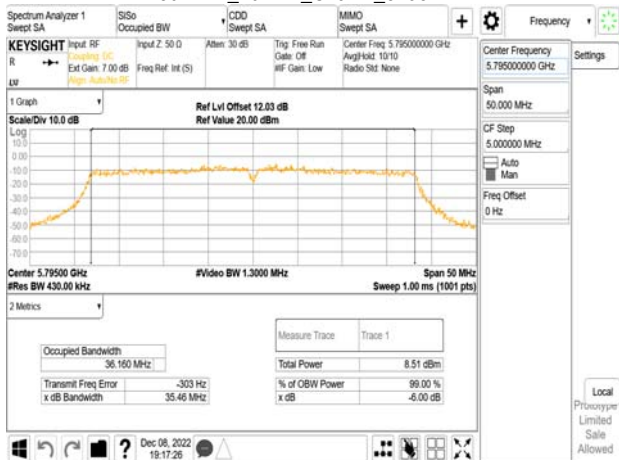 Spectrum Analyzer 1
Swept SA
SiSo
Occupied BW
CDD
Swept SA
MIMO
Swept SA
+
Frequency
KEYSIGHT
R
LVI
Input: RF
Coupling: DC
Ext Gain: 7.00 dB
Align: Auto/No RF
Input Z: 50 Ω
Freq Ref: Int (S)
Atten: 30 dB
Trig: Free Run
Gate: Off
#IF Gain: Low
Center Freq: 5.795000000 GHz
Avg|Hold: 10/10
Radio Std: None
Center Frequency
5.795000000 GHz
Settings
Span
50.000 MHz
CF Step
5.000000 MHz
Auto
Man
Freq Offset
0 Hz
1 Graph
Scale/Div 10.0 dB
Ref Lvl Offset 12.03 dB
Ref Value 20.00 dBm
Log
10.0
0.00
-10.0
-20.0
-30.0
-40.0
-50.0
-60.0
-70.0
Center 5.79500 GHz
#Res BW 430.00 kHz
#Video BW 1.3000 MHz
Span 50 MHz
Sweep 1.00 ms (1001 pts)
2 Metrics
Measure Trace
Trace 1
Occupied Bandwidth
36.160 MHz
Total Power
8.51 dBm
Transmit Freq Error
-303 Hz
% of OBW Power
99.00 %
x dB Bandwidth
35.46 MHz
x dB
-6.00 dB
Local
Prototype
Limited
Sale
Allowed
?
Dec 08, 2022
19:17:26